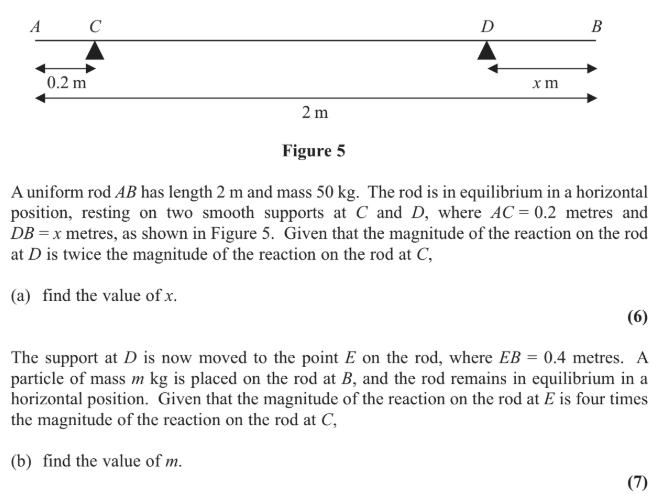 A C D B
0.2 m x m
2 m
Figure 5
A uniform rod AB has length 2 m and mass 50 kg. The rod is in equilibrium in a horizontal
position, resting on two smooth supports at C and D, where AC = 0.2 metres and
DB = x metres, as shown in Figure 5. Given that the magnitude of the reaction on the rod
at D is twice the magnitude of the reaction on the rod at C,
(a) find the value of x.
(6)
The support at D is now moved to the point E on the rod, where EB = 0.4 metres. A
particle of mass m kg is placed on the rod at B, and the rod remains in equilibrium in a
horizontal position. Given that the magnitude of the reaction on the rod at E is four times
the magnitude of the reaction on the rod at C,
(b) find the value of m.
(7)